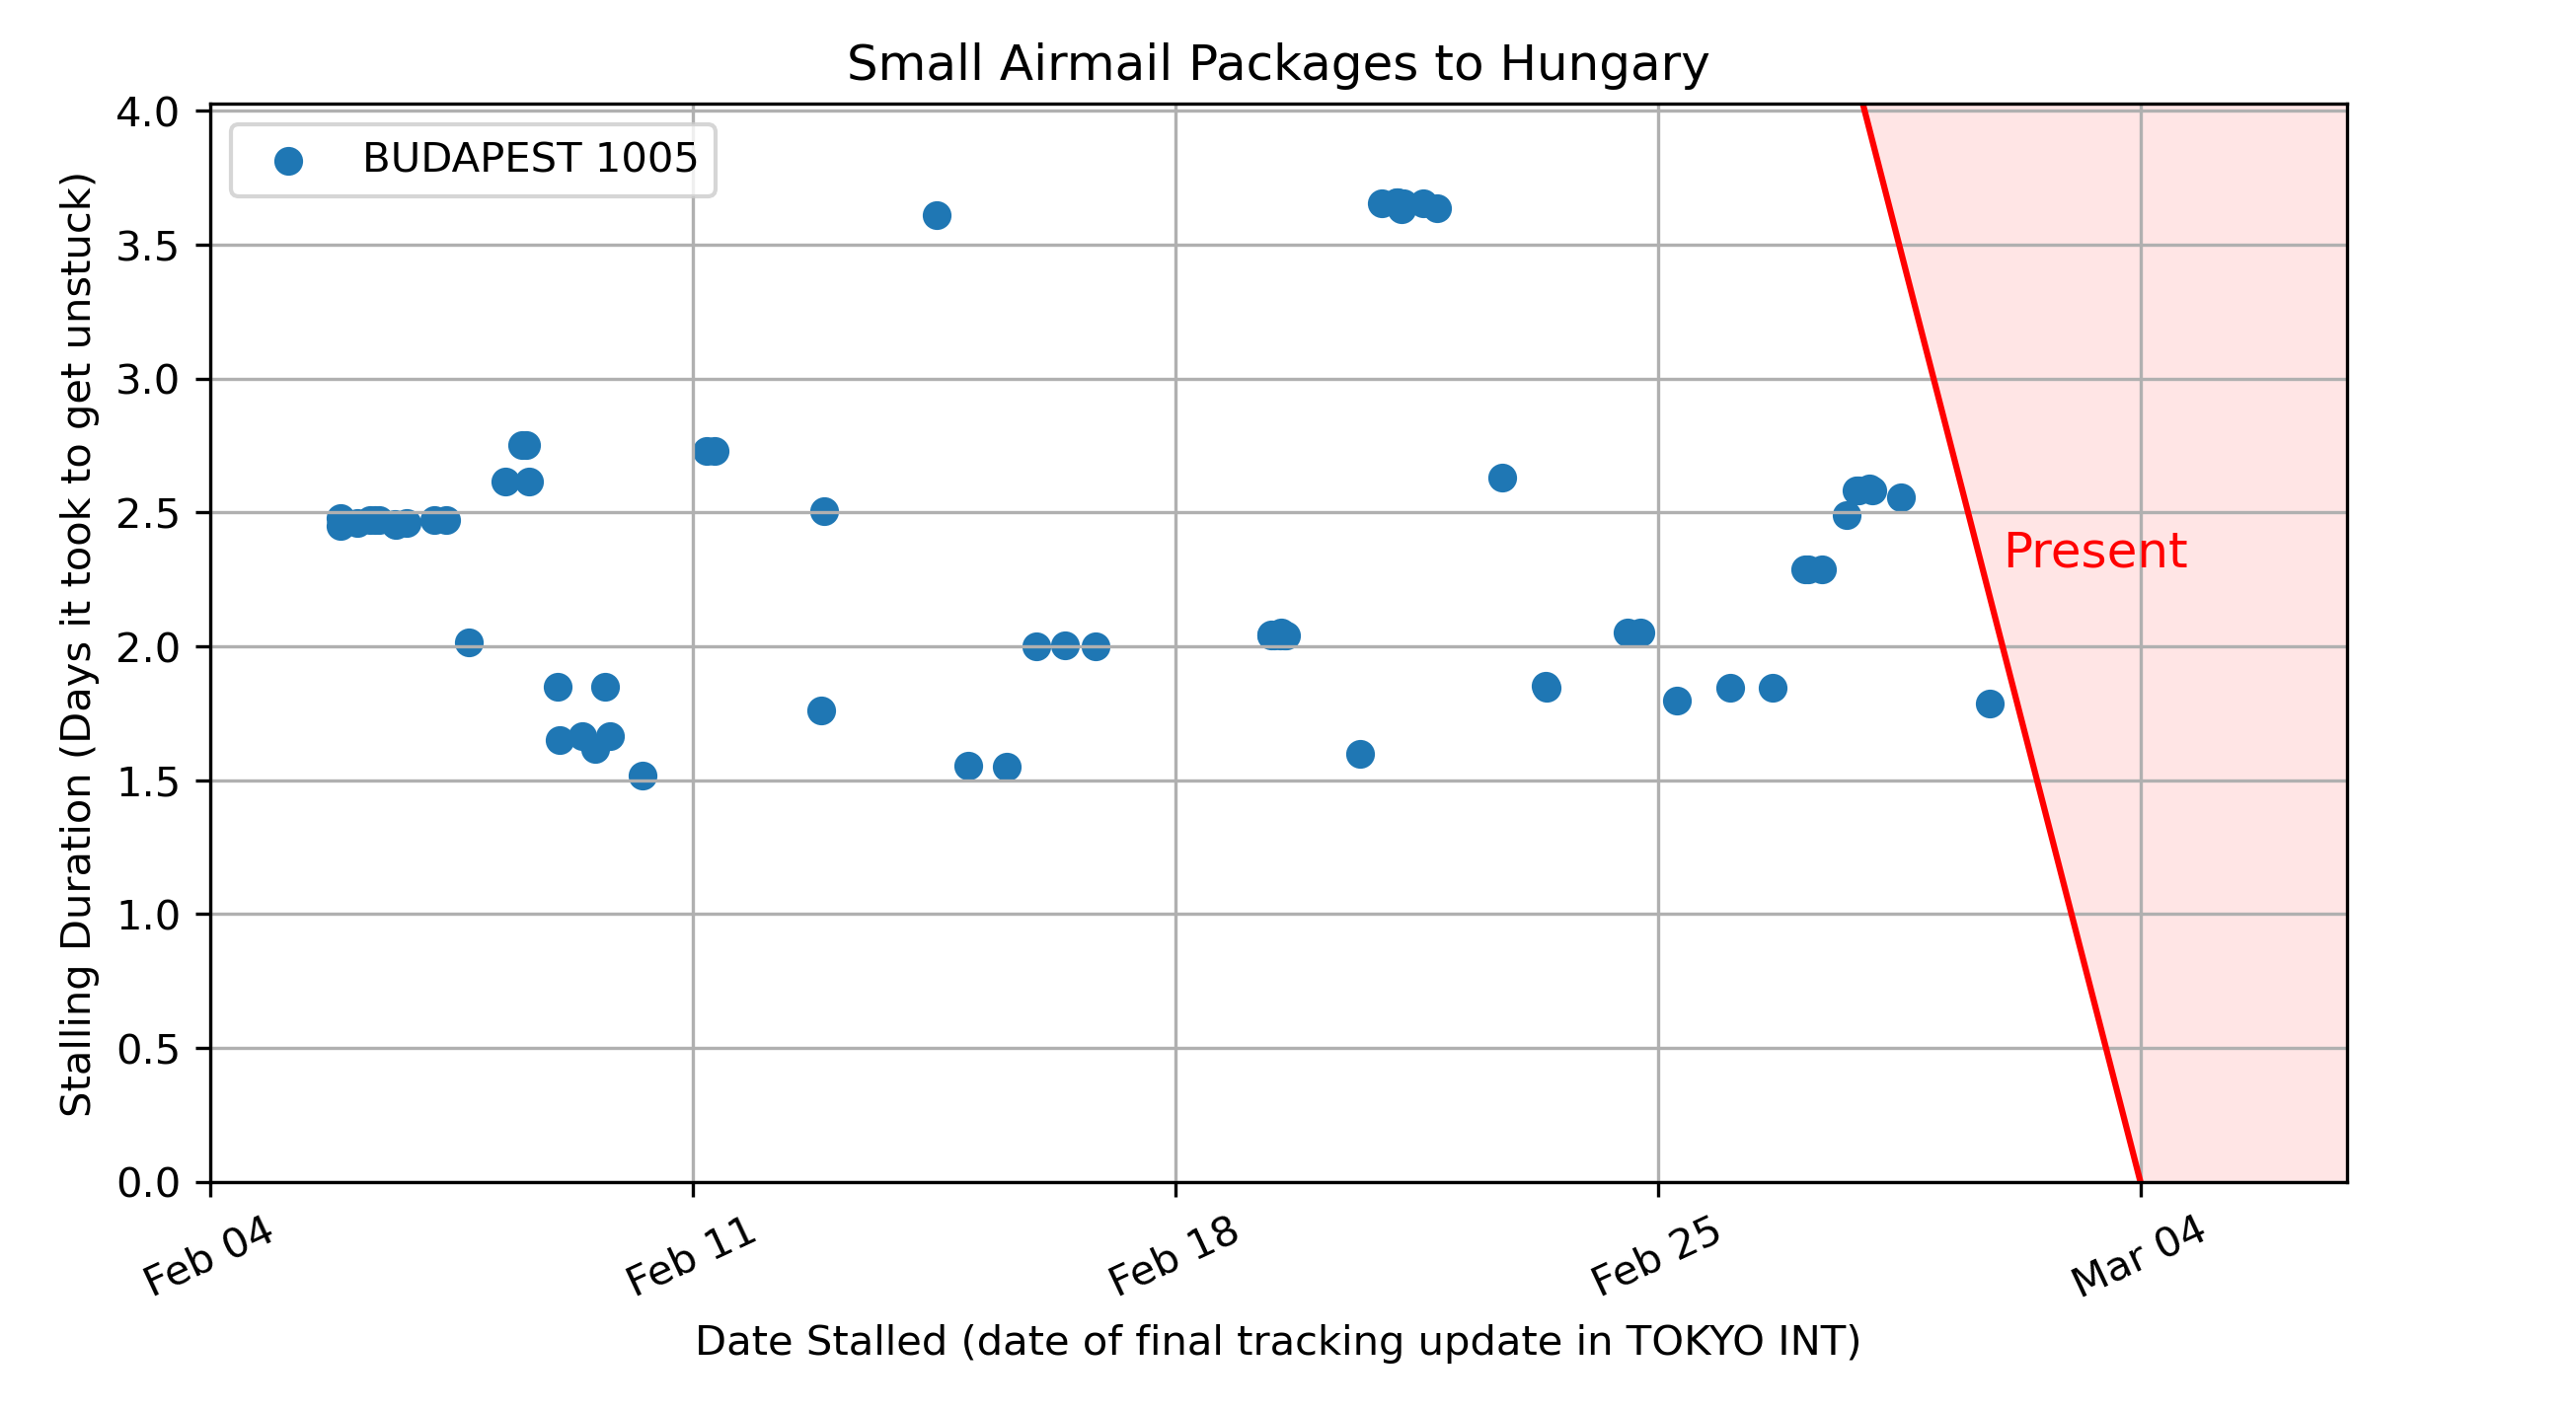 Small Airmail Packages to Hungary
BUDAPEST 1005
Stalling Duration (Days it took to get unstuck)
4.0
3.5
3.0
2.5
2.0
1.5
1.0
0.5
0.0
Present
Feb 04
Feb 11
Feb 18
Feb 25
Mar 04
Date Stalled (date of final tracking update in TOKYO INT)